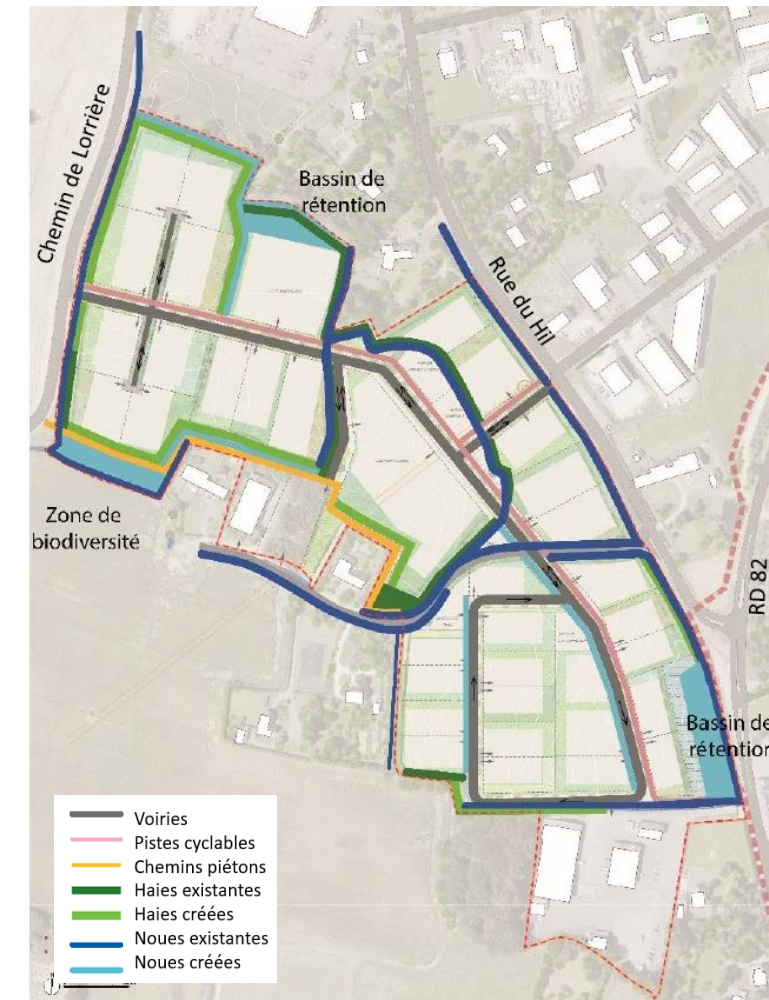 Chemin de Lorrière
Bassin de
rétention
Rue du Hil
Zone de
biodiversité
RD 82
Bassin de
rétention
Voiries
Pistes cyclables
Chemins piétons
Haies existantes
Haies créées
Noues existantes
Noues créées